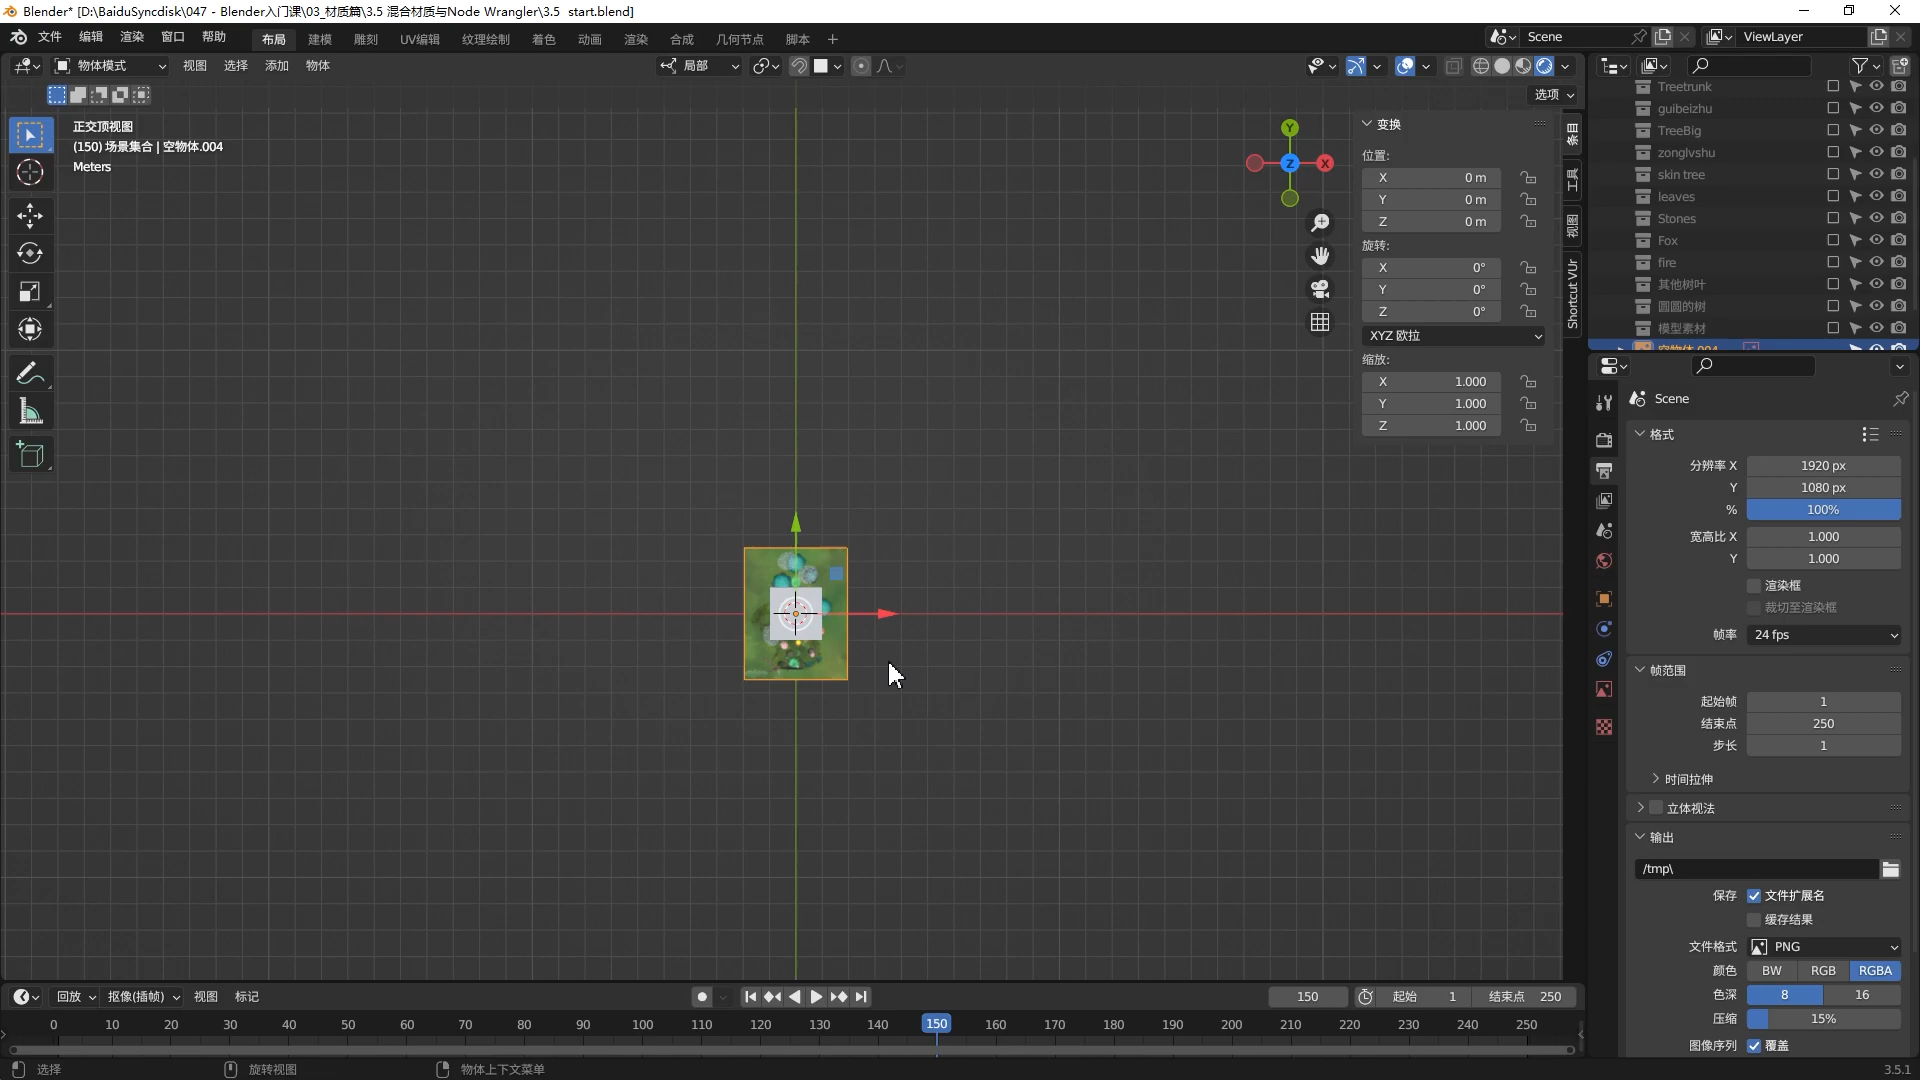 Blender* [D:\BaiduSyncdisk\047 - Blender入门课\03_材质篇\3.5 混合材质与Node Wrangler\3.5  start.blend]
文件 编辑 渲染 窗口 帮助 布局 建模 雕刻 UV编辑 纹理绘制 着色 动画 渲染 合成 几何节点 脚本 + Scene ViewLayer
物体模式 视图 选择 添加 物体 局部
选项
正交顶视图
(150) 场景集合 | 空物体.004
Meters
Y
Z X
变换
位置:
X 0 m
Y 0 m
Z 0 m
旋转:
X 0°
Y 0°
Z 0°
XYZ 欧拉
缩放:
X 1.000
Y 1.000
Z 1.000
条目
工具
视图
Shortcut VUr
Treetrunk
guibeizhu
TreeBig
zonglvshu
skin tree
leaves
Stones
Fox
fire
其他树叶
圆圆的树
模型素材
空物体.004
Scene
格式
分辨率 X 1920 px
Y 1080 px
% 100%
宽高比 X 1.000
Y 1.000
渲染框
裁切至渲染框
帧率 24 fps
帧范围
起始帧 1
结束点 250
步长 1
时间拉伸
立体视法
输出
/tmp\
保存 文件扩展名
缓存结果
文件格式 PNG
颜色 BW RGB RGBA
色深 8 16
压缩 15%
图像序列 覆盖
回放 抠像(插帧) 视图 标记 150 起始 1 结束点 250
0 10 20 30 40 50 60 70 80 90 100 110 120 130 140 150 160 170 180 190 200 210 220 230 240 250
选择 旋转视图 物体上下文菜单 3.5.1